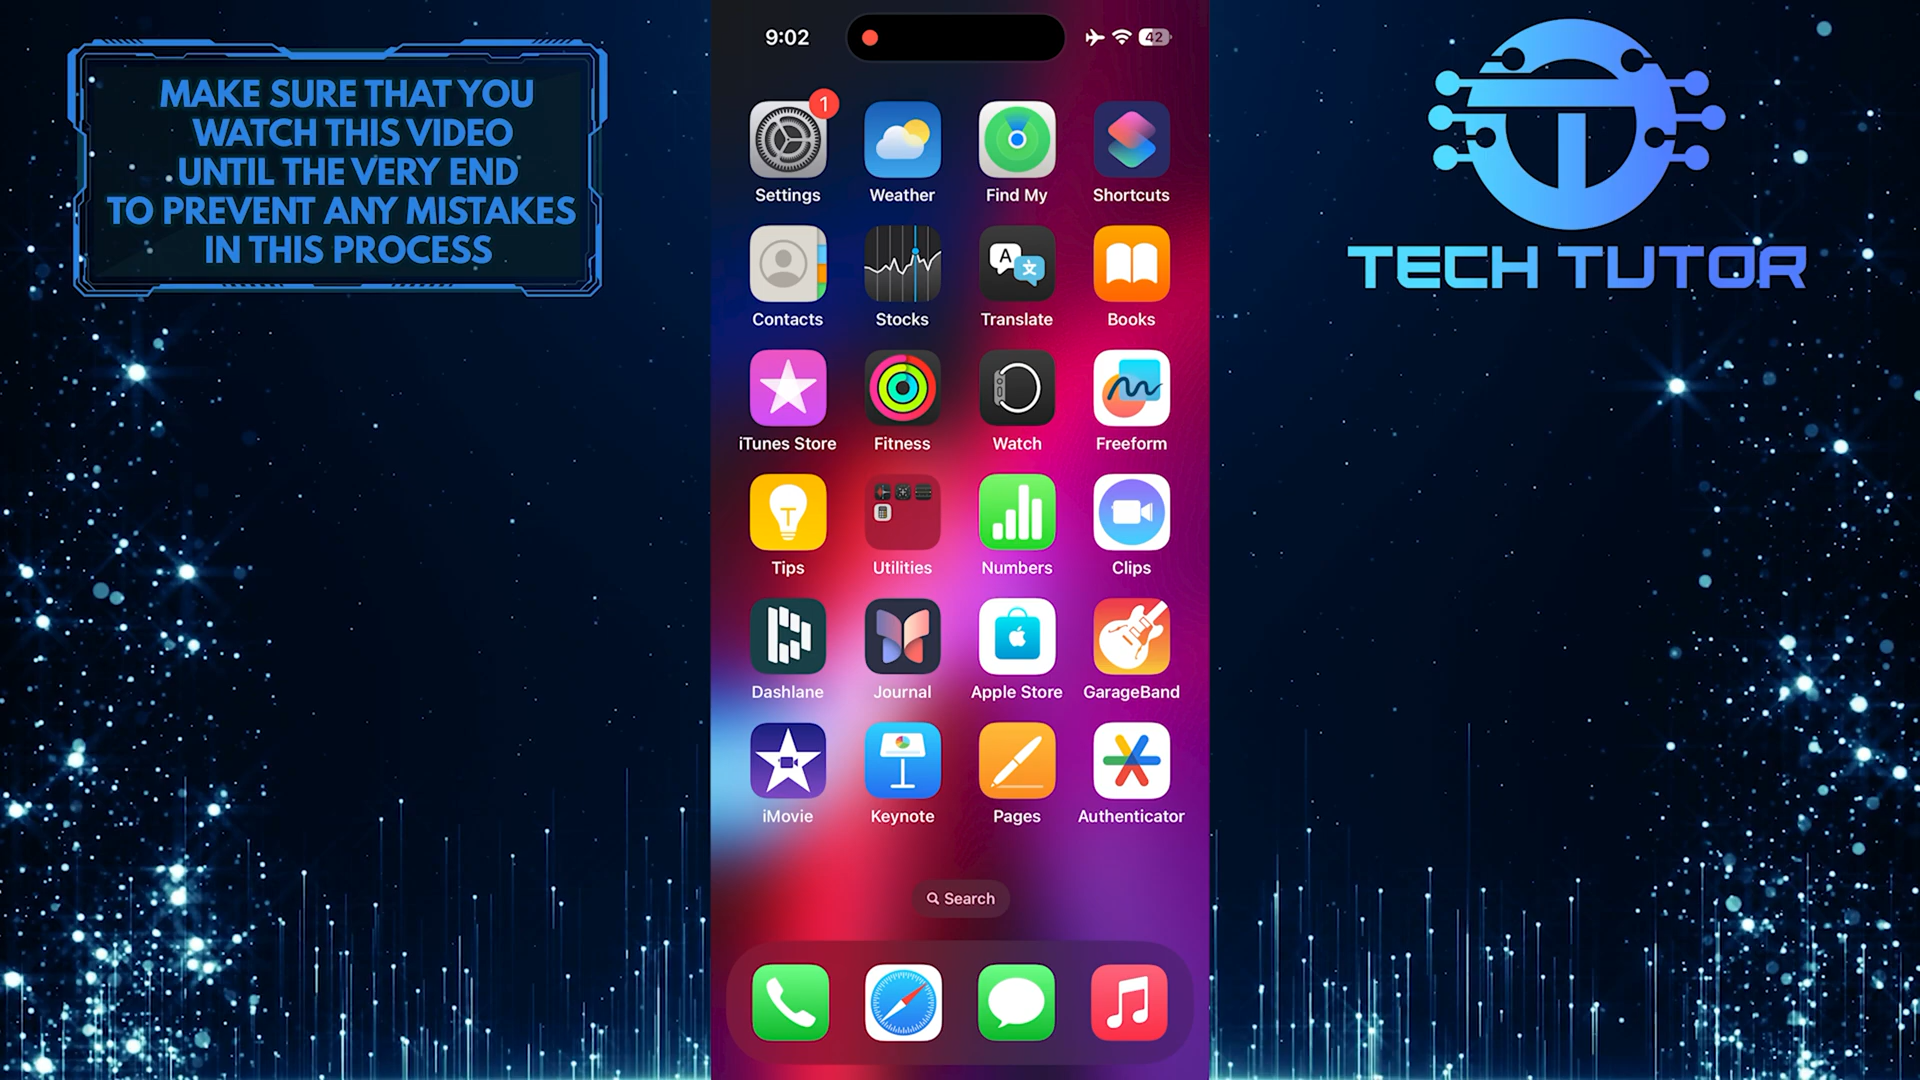 MAKE SURE THAT YOU
WATCH THIS VIDEO
UNTIL THE VERY END
TO PREVENT ANY MISTAKES
IN THIS PROCESS
9:02
42
1
Settings
Weather
Find My
Shortcuts
A
文
Contacts
Stocks
Translate
Books
iTunes Store
Fitness
Watch
Freeform
Tips
Utilities
Numbers
Clips
Dashlane
Journal
Apple Store
GarageBand
iMovie
Keynote
Pages
Authenticator
Search
TECH TUTOR